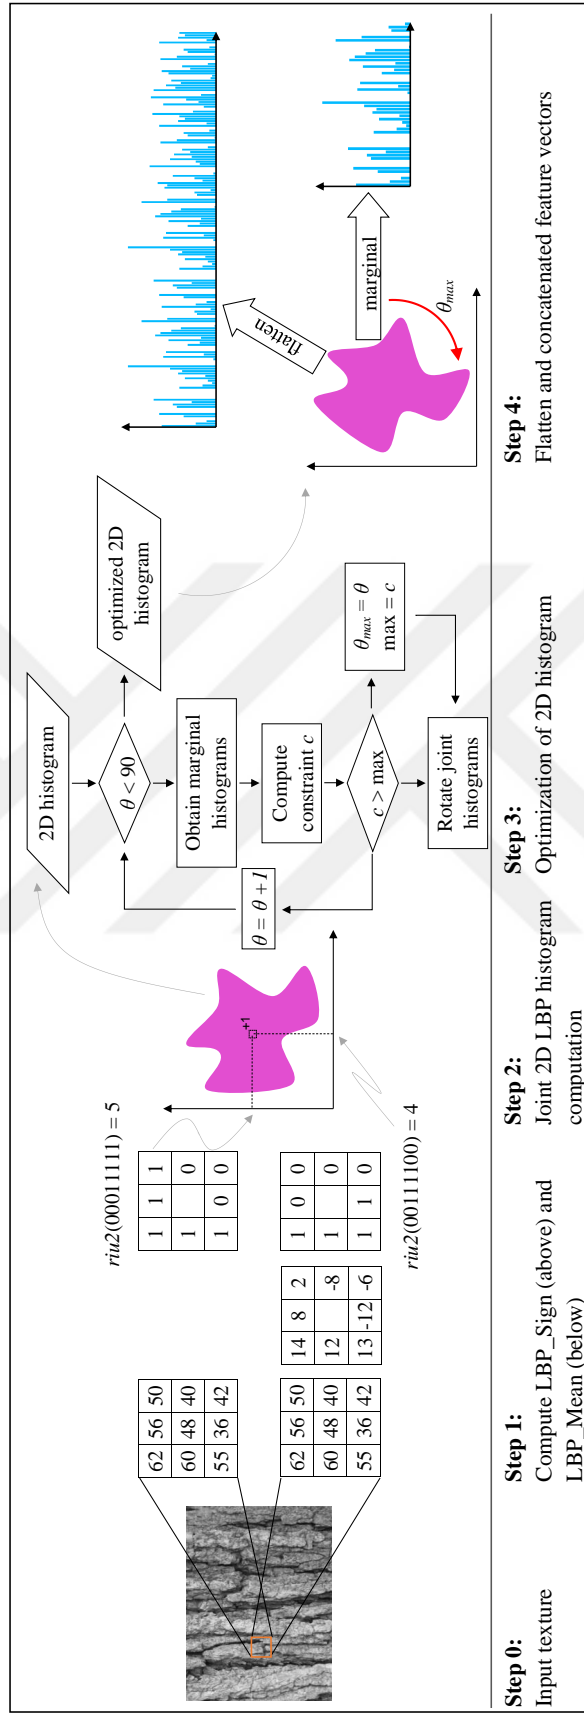 62 56 50
60 48 40
55 36 42
62 56 50
60 48 40
55 36 42
14 8 2
12 -8
13 -12 -6
riu2(00011111) = 5
1 1 1
1 0
1 0 0
1 0 0
1 0
1 1 0
riu2(00111100) = 4
+1
2D histogram
θ < 90
optimized 2D
histogram
Obtain marginal
histograms
Compute
constraint c
θ = θ + 1
c > max
θmax = θ
max = c
Rotate joint
histograms
flatten
marginal
θmax
Step 0:
Input texture
Step 1:
Compute LBP_Sign (above) and
LBP_Mean (below)
Step 2:
Joint 2D LBP histogram
computation
Step 3:
Optimization of 2D histogram
Step 4:
Flatten and concatenated feature vectors